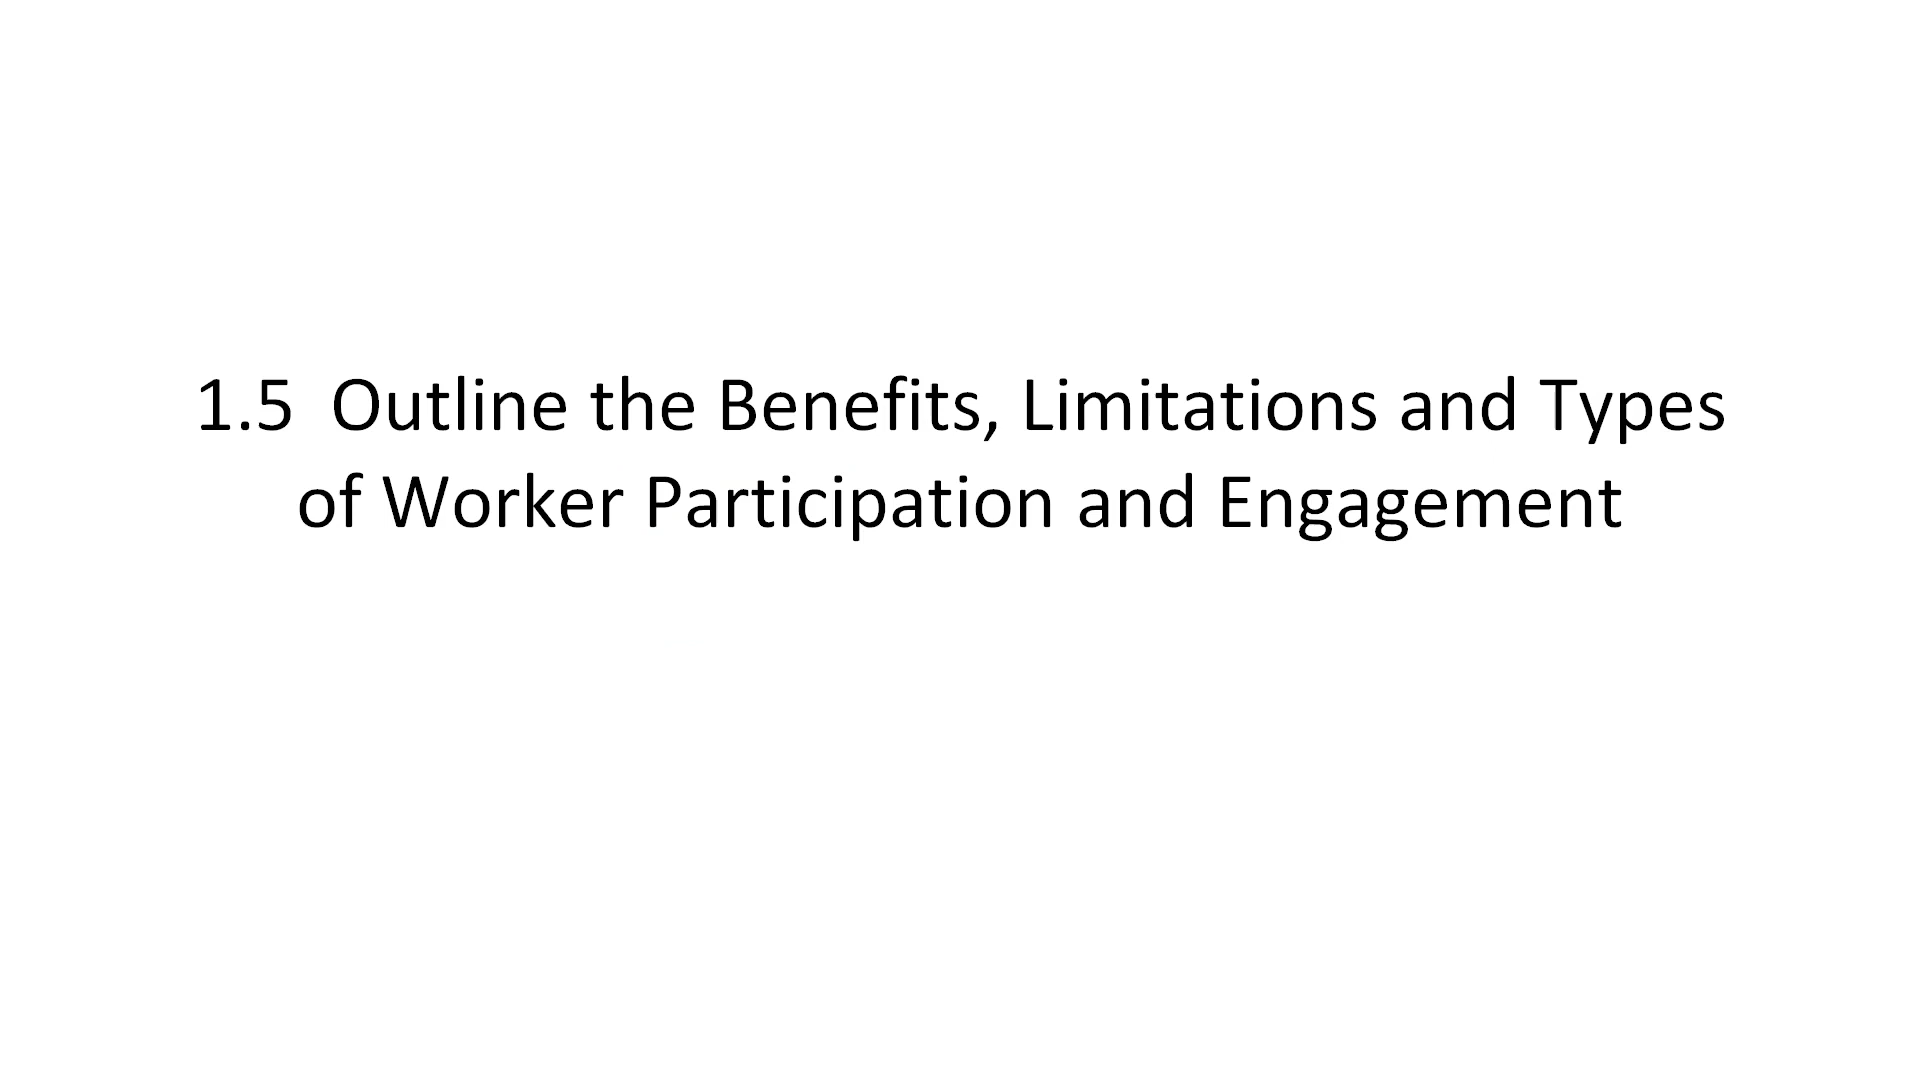 1.5  Outline the Benefits, Limitations and Types
of Worker Participation and Engagement